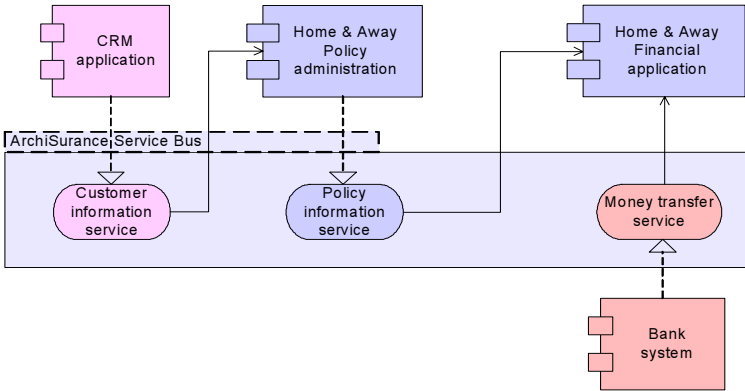 CRM
application
Home & Away
Policy
administration
Home & Away
Financial
application
ArchiSurance Service Bus
Customer
information
service
Policy
information
service
Money transfer
service
Bank
system